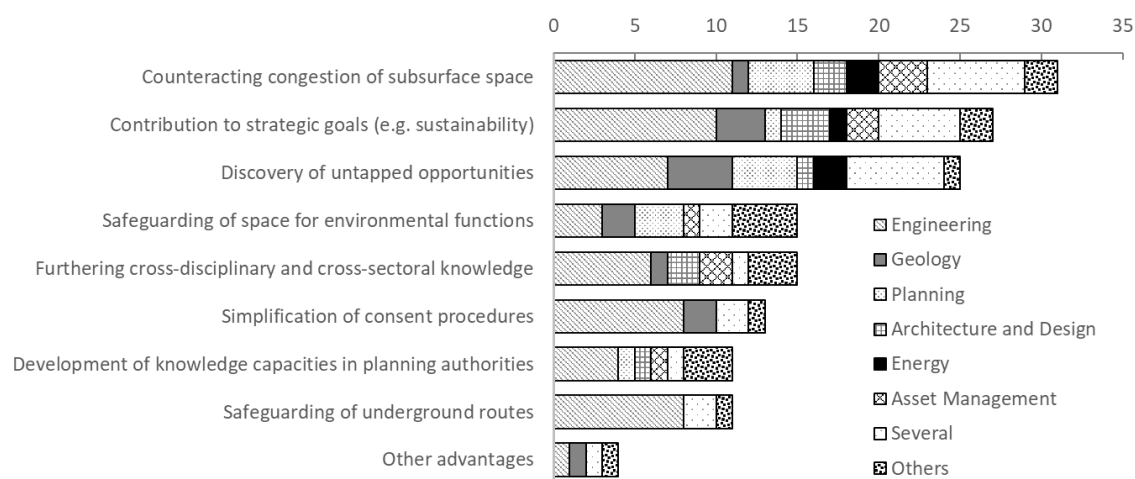 0 5 10 15 20 25 30 35
Counteracting congestion of subsurface space
Contribution to strategic goals (e.g. sustainability)
Discovery of untapped opportunities
Safeguarding of space for environmental functions
Furthering cross-disciplinary and cross-sectoral knowledge
Simplification of consent procedures
Development of knowledge capacities in planning authorities
Safeguarding of underground routes
Other advantages
Engineering
Geology
Planning
Architecture and Design
Energy
Asset Management
Several
Others